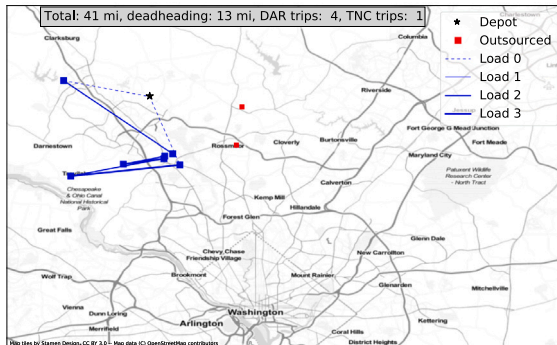 Total: 41 mi, deadheading: 13 mi, DAR trips: 4, TNC trips: 1
Depot
Outsourced
Load 0
Load 1
Load 2
Load 3
Clarksburg
Columbia
Riverside
Darnestown
Rossmoor
Cloverly
Burtonsville
Fort George G Mead Junction
Fort Meade
Maryland City
Patuxent Wildlife
Research Center
- North Tract
Chesapeake
& Ohio Canal
National Historical
Park
Calverton
Kemp Mill
Hillandale
Forest Glen
Great Falls
Glenn Dale
Chevy Chase
Friendship Village
New Carrollton
Wolf Trap
Brookmont
Mount Rainier
Glenarden
Mitchellville
Vienna
Dunn Loring
Merrifield
Washington
Arlington
Kettering
Coral Hills
District Heights
Map tiles by Stamen Design, CC BY 3.0 -- Map data (C) OpenStreetMap contributors